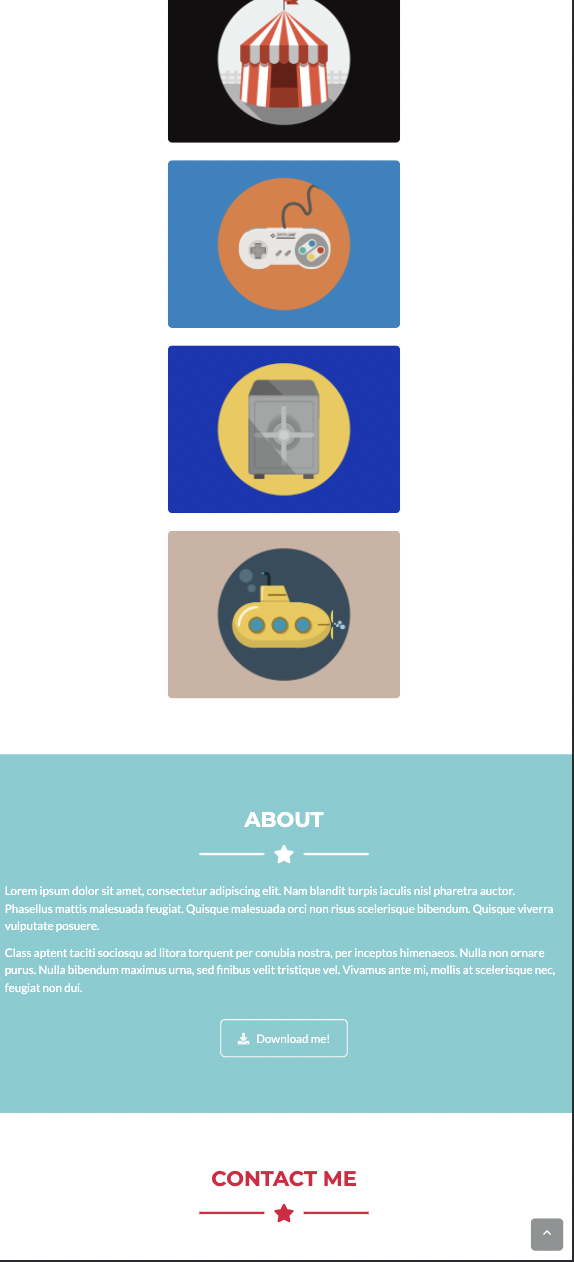 ABOUT
Lorem ipsum dolor sit amet, consectetur adipiscing elit. Nam blandit turpis iaculis nisl pharetra auctor.
Phasellus mattis malesuada feugiat. Quisque malesuada orci non risus scelerisque bibendum. Quisque viverra
vulputate posuere.
Class aptent taciti sociosqu ad litora torquent per conubia nostra, per inceptos himenaeos. Nulla non ornare
purus. Nulla bibendum maximus urna, sed finibus velit tristique vel. Vivamus ante mi, mollis at scelerisque nec,
feugiat non dui.
Download me!
CONTACT ME